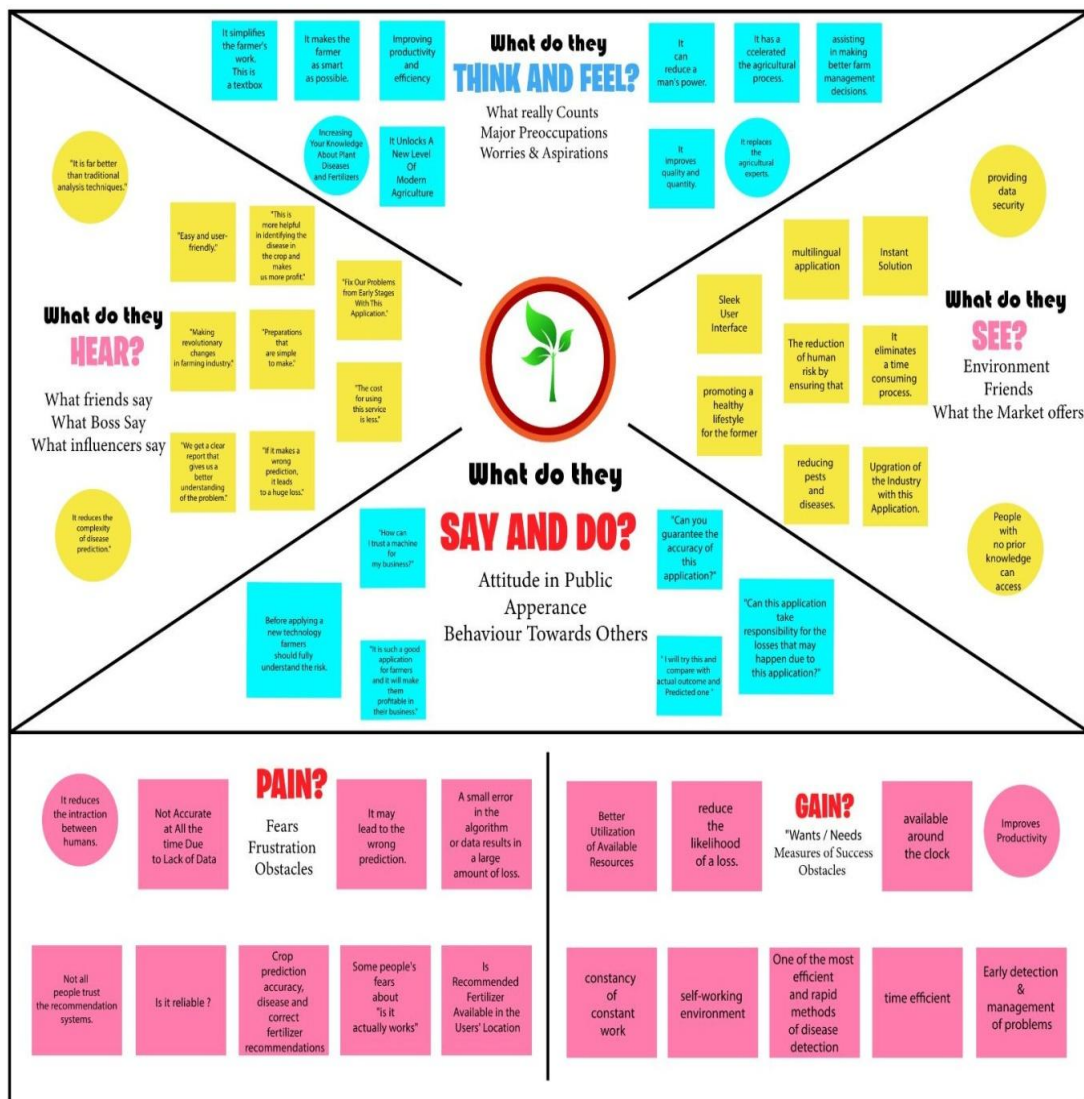 What do they
THINK AND FEEL?
What really Counts
Major Preoccupations
Worries & Aspirations
It simplifies
the farmer's
work.
This is
a textbox
It makes the
farmer
as smart
as possible.
Improving
productivity
and
efficiency
It
can
reduce a
man's power.
It has a
ccelerated
the agricultural
process.
assisting
in making
better farm
management
decisions.
Increasing
Your Knowledge
About Plant
Diseases
and Fertilizers
It Unlocks A
New Level
Of
Modern
Agriculture
It
improves
quality and
quantity.
It replaces
the
agricultural
experts.
What do they
HEAR?
What friends say
What Boss Say
What influencers say
"It is far better
than traditional
analysis techniques."
"Easy and user-
friendly."
"This is
more helpful
in identifying the
disease in
the crop and
makes
us more profit."
"Fix Our Problems
from Early Stages
With This
Application."
"Making
revolutionary
changes
in farming industry."
"Preparations
that
are simple
to make."
"The cost
for using
this service
is less."
"We get a clear
report that
gives us a
better
understanding
of the problem."
"If it makes a
wrong
prediction,
it leads
to a huge loss."
It reduces the
complexity
of disease
prediction."
What do they
SEE?
Environment
Friends
What the Market offers
providing
data
security
multilingual
application
Instant
Solution
Sleek
User
Interface
The reduction
of human
risk by
ensuring that
It
eliminates
a time
consuming
process.
promoting a
healthy
lifestyle
for the former
reducing
pests
and
diseases.
Upgration of
the Industry
with this
Application.
People
with
no prior
knowledge
can
access
What do they
SAY AND DO?
Attitude in Public
Apperance
Behaviour Towards Others
"How can
I trust a machine
for
my business?"
"Can you
guarantee the
accuracy of
this
application?"
Before applying a
new technology
farmers
should fully
understand the risk.
"It is such a good
application
for farmers
and it will make
them
profitable in
their business."
" I will try this and
compare with
actual outcome and
Predicted one "
"Can this application
take
responsibility for the
losses that may
happen due to
this application?"
PAIN?
Fears
Frustration
Obstacles
It reduces
the intraction
between
humans.
Not Accurate
at All the
time Due
to Lack of Data
It may
lead to the
wrong
prediction.
A small error
in the
algorithm
or data results in
a large
amount of loss.
Not all
people trust
the recommendation
systems.
Is it reliable ?
Crop
prediction
accuracy,
disease and
correct
fertilizer
recommendations
Some people's
fears
about
"is it
actually works"
Is
Recommended
Fertilizer
Available in the
Users' Location
GAIN?
"Wants / Needs
Measures of Success
Obstacles
Better
Utilization
of Available
Resources
reduce
the
likelihood
of a loss.
available
around
the clock
Improves
Productivity
constancy
of
constant
work
self-working
environment
One of the most
efficient
and rapid
methods
of disease
detection
time efficient
Early detection
&
management
of problems